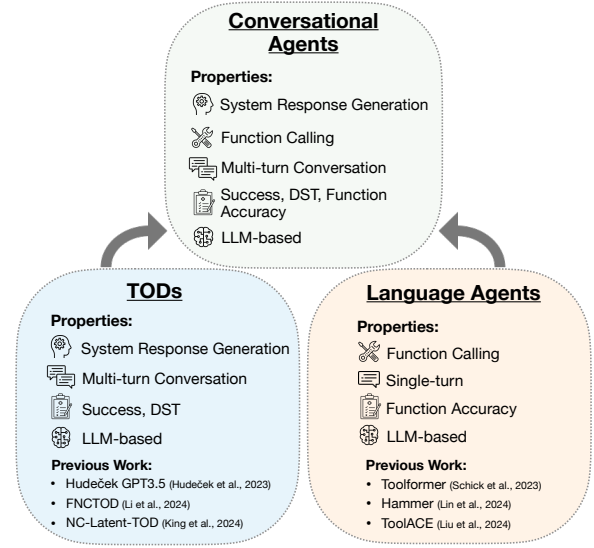 Conversational
Agents
Properties:
System Response Generation
Function Calling
Multi-turn Conversation
Success, DST, Function
Accuracy
LLM-based
TODs
Properties:
System Response Generation
Multi-turn Conversation
Success, DST
LLM-based
Previous Work:
• Hudeček GPT3.5 (Hudeček et al., 2023)
• FNCTOD (Li et al., 2024)
• NC-Latent-TOD (King et al., 2024)
Language Agents
Properties:
Function Calling
Single-turn
Function Accuracy
LLM-based
Previous Work:
• Toolformer (Schick et al., 2023)
• Hammer (Lin et al., 2024)
• ToolACE (Liu et al., 2024)